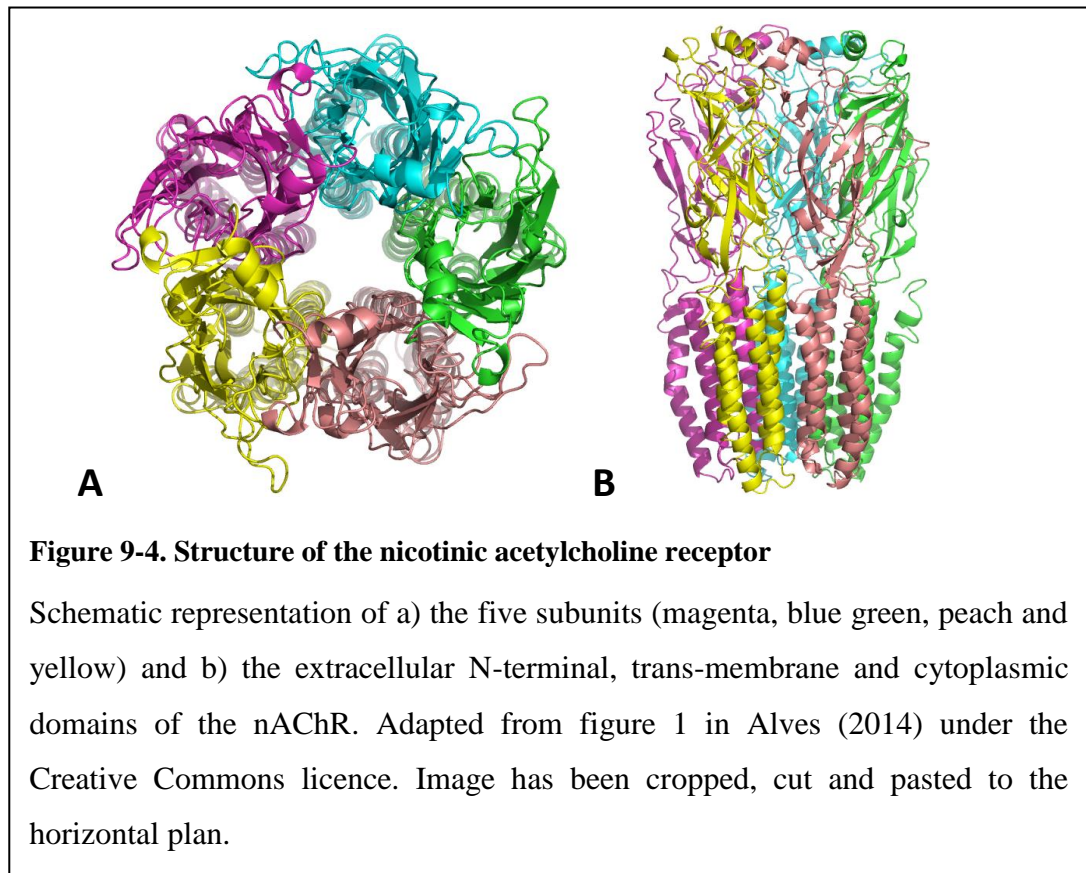 A
B
Figure 9-4. Structure of the nicotinic acetylcholine receptor
Schematic representation of a) the five subunits (magenta, blue green, peach and
yellow) and b) the extracellular N-terminal, trans-membrane and cytoplasmic
domains of the nAChR. Adapted from figure 1 in Alves (2014) under the
Creative Commons licence. Image has been cropped, cut and pasted to the
horizontal plan.